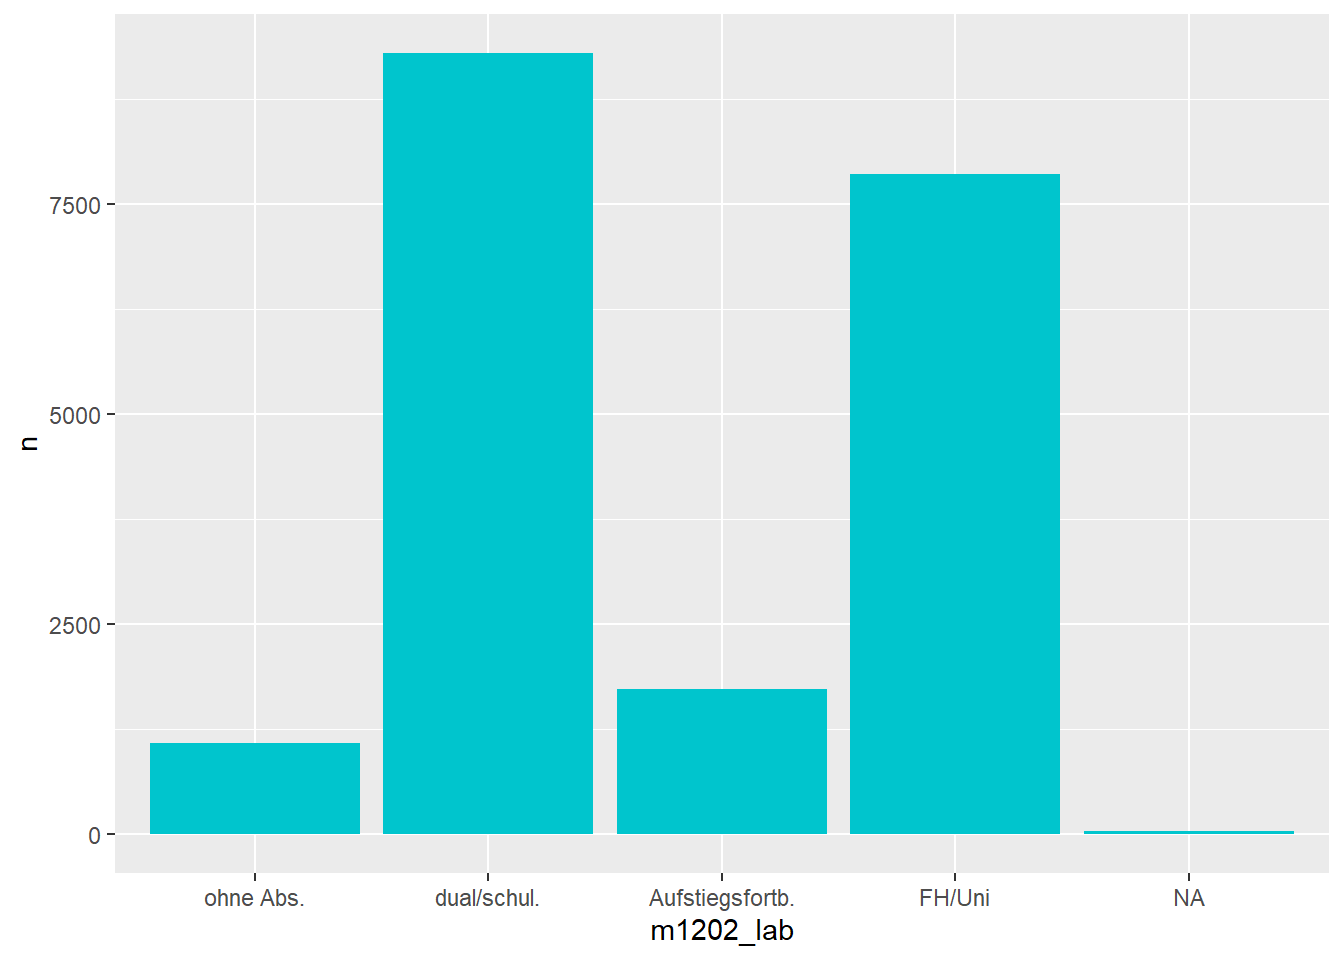 7500
5000
2500
0
n
ohne Abs.
dual/schul.
Aufstiegsfortb.
FH/Uni
NA
m1202_lab